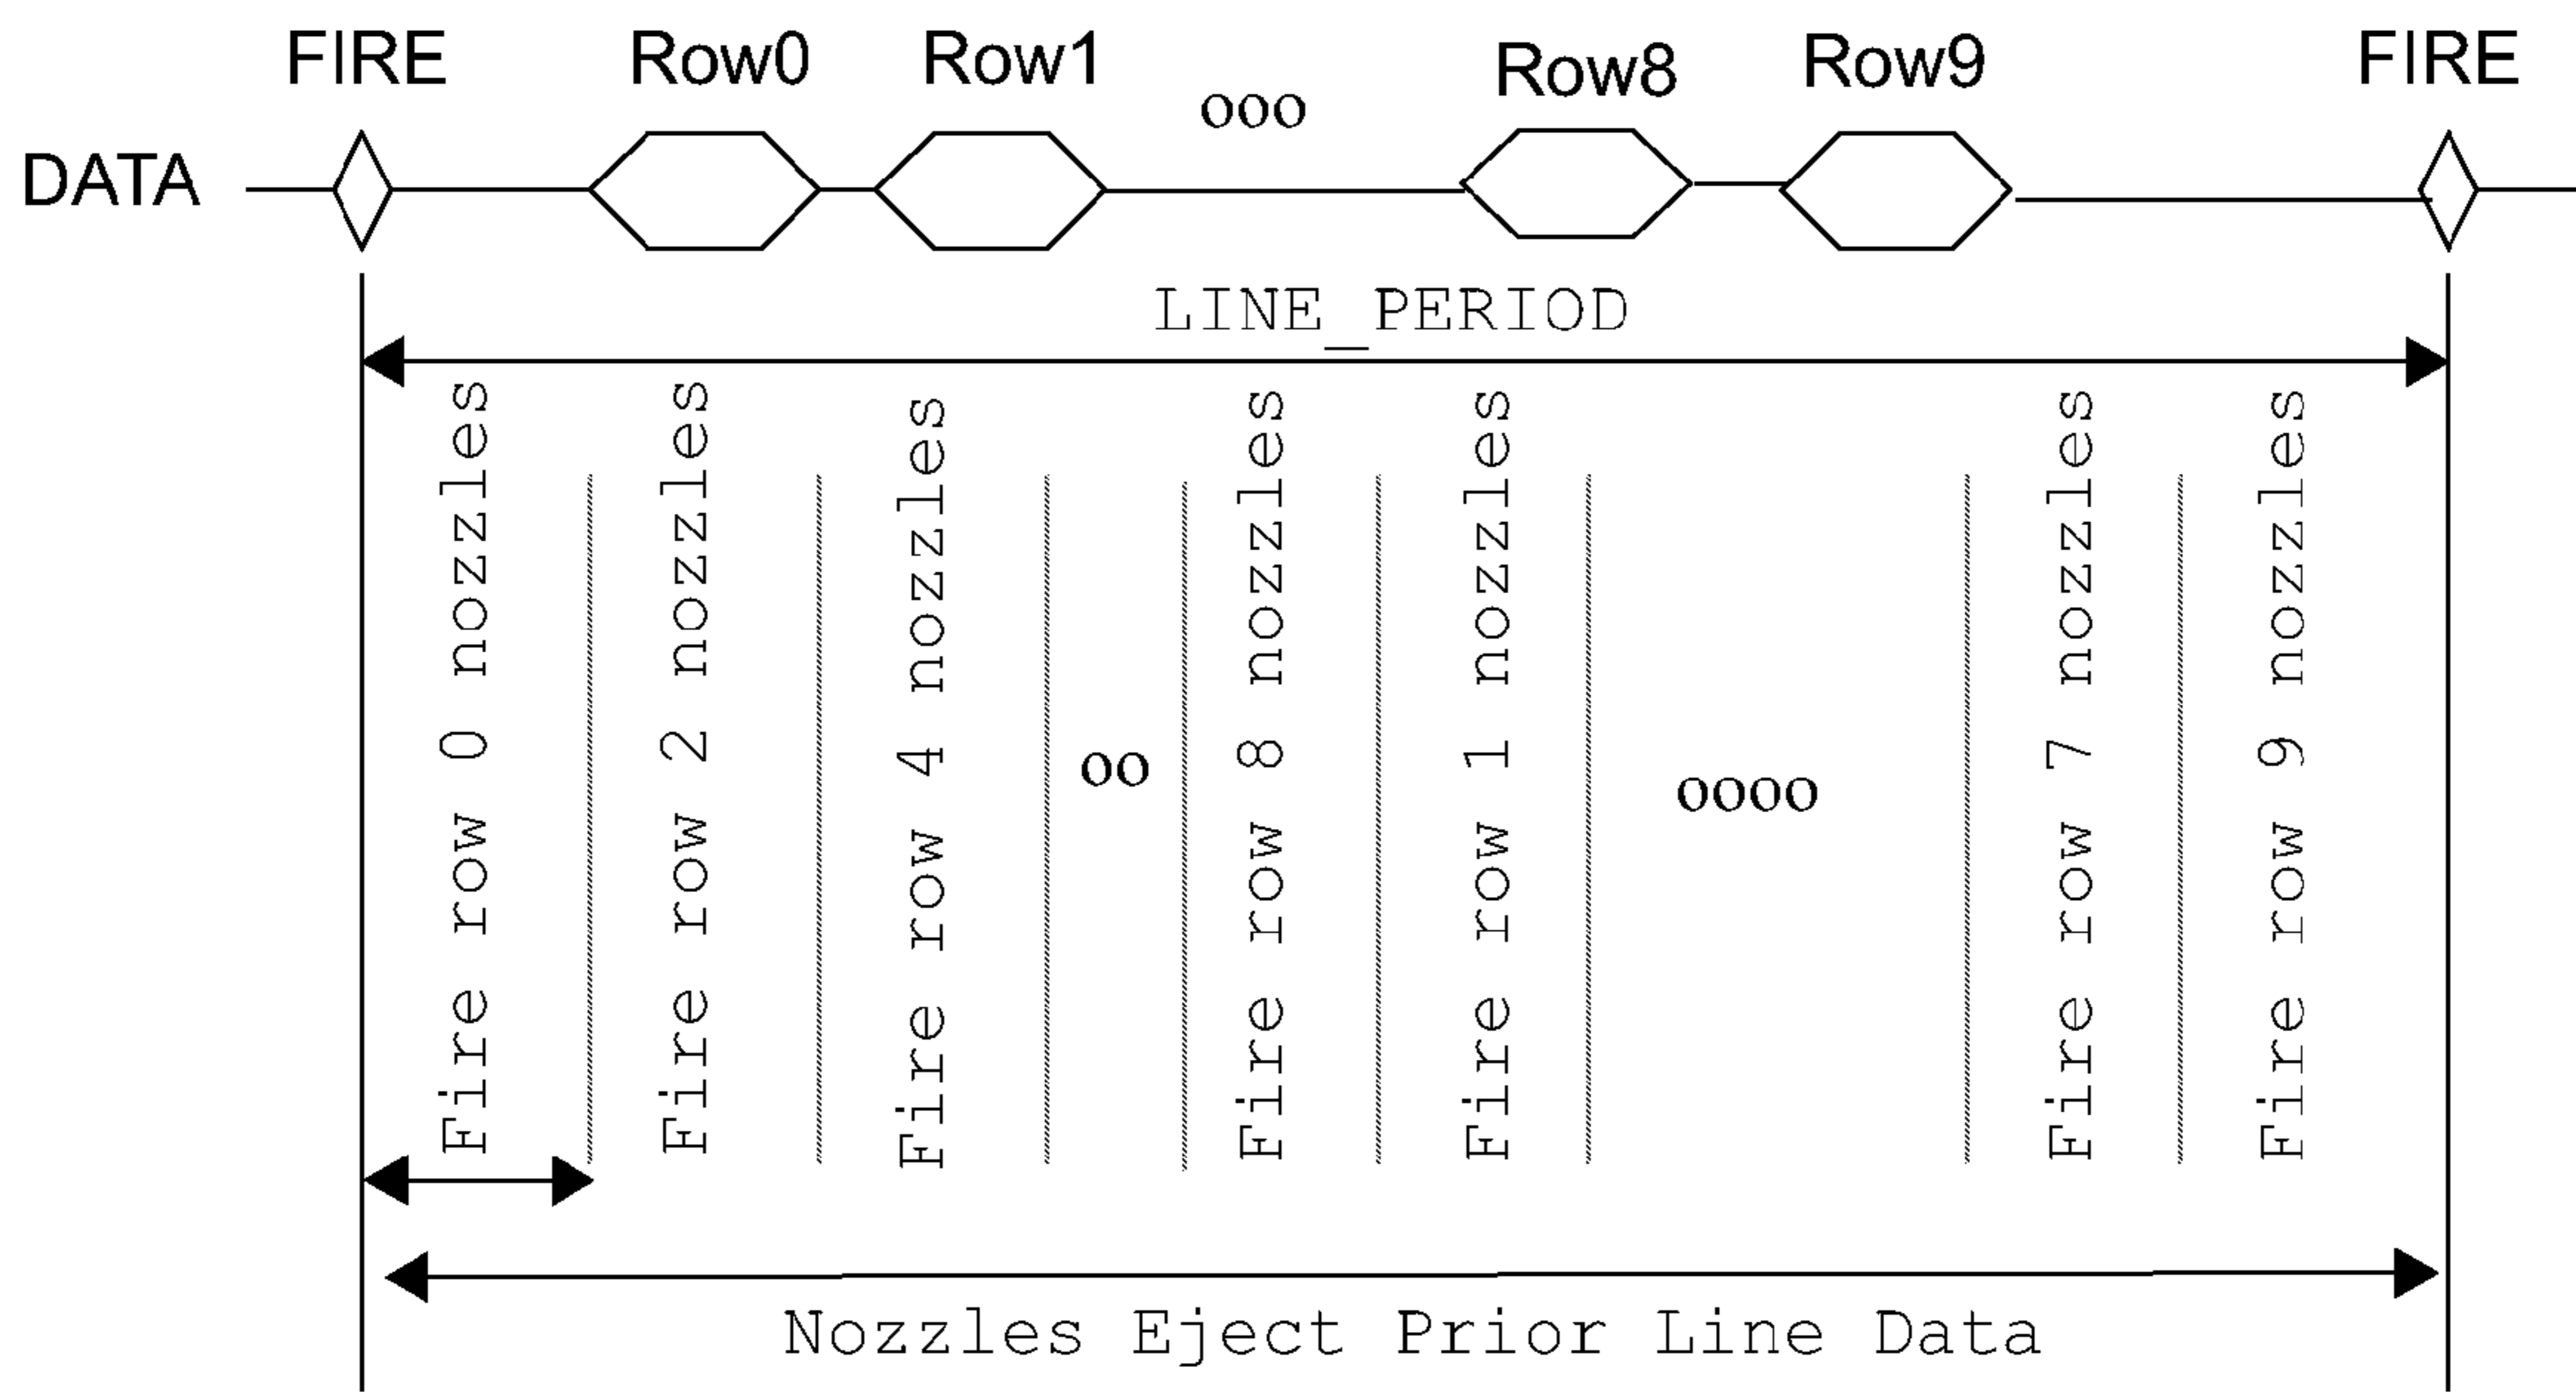 FIRE Row0 Row1 ooo Row8 Row9 FIRE
DATA
LINE_PERIOD
Fire row 0 nozzles
Fire row 2 nozzles
Fire row 4 nozzles
oo
Fire row 8 nozzles
Fire row 1 nozzles
oooo
Fire row 7 nozzles
Fire row 9 nozzles
Nozzles Eject Prior Line Data